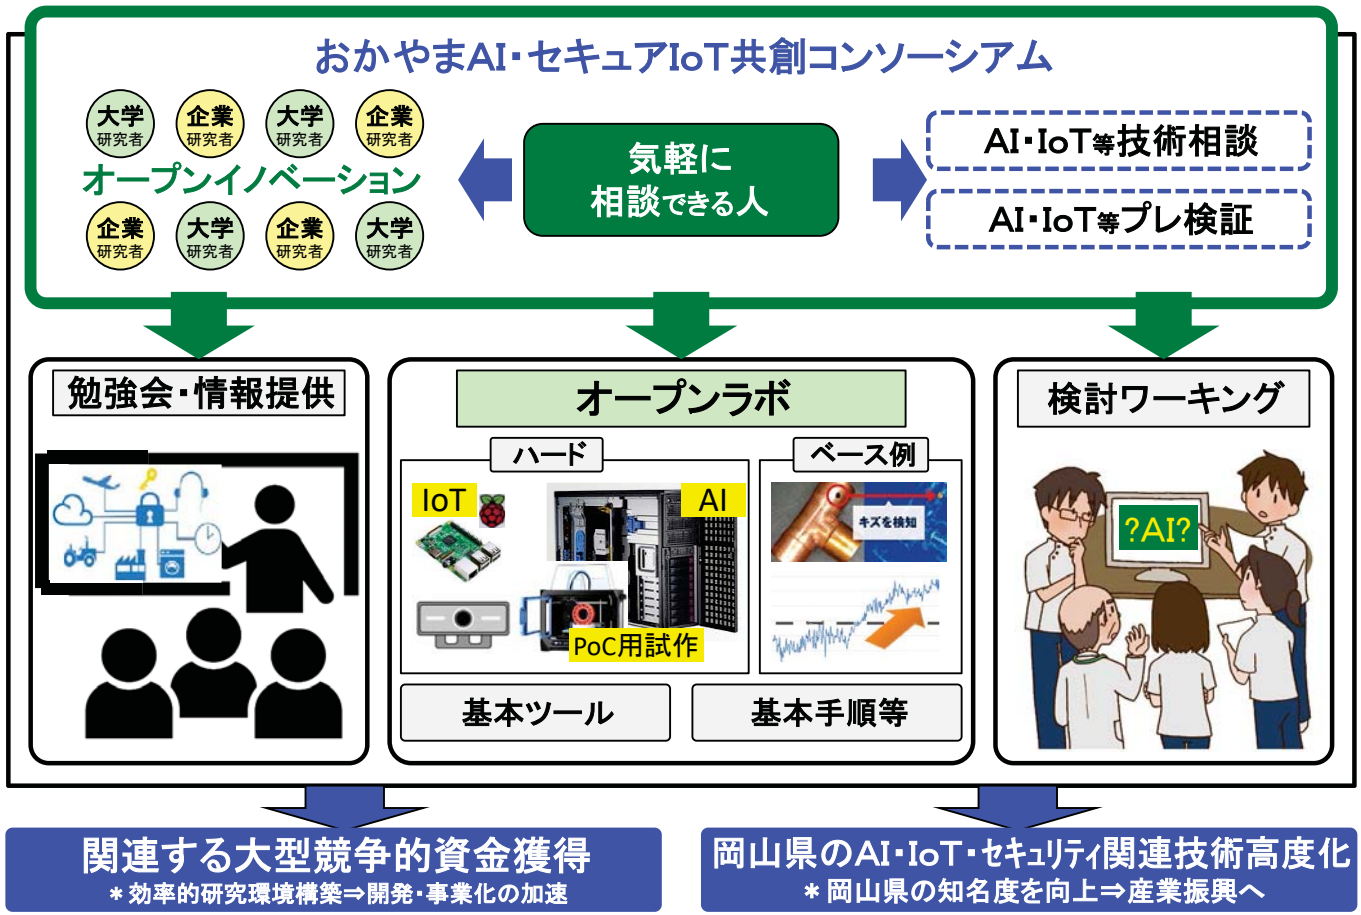 おかやまAI・セキュアIoT共創コンソーシアム
大学
研究者
企業
研究者
大学
研究者
企業
研究者
オープンイノベーション
企業
研究者
大学
研究者
企業
研究者
大学
研究者
気軽に
相談できる人
AI・IoT等技術相談
AI・IoT等プレ検証
勉強会・情報提供
オープンラボ
ハード
IoT
AI
PoC用試作
ベース例
キズを検知
基本ツール
基本手順等
検討ワーキング
?AI?
関連する大型競争的資金獲得
＊効率的研究環境構築⇒開発・事業化の加速
岡山県のAI・IoT・セキュリティ関連技術高度化
＊岡山県の知名度を向上⇒産業振興へ